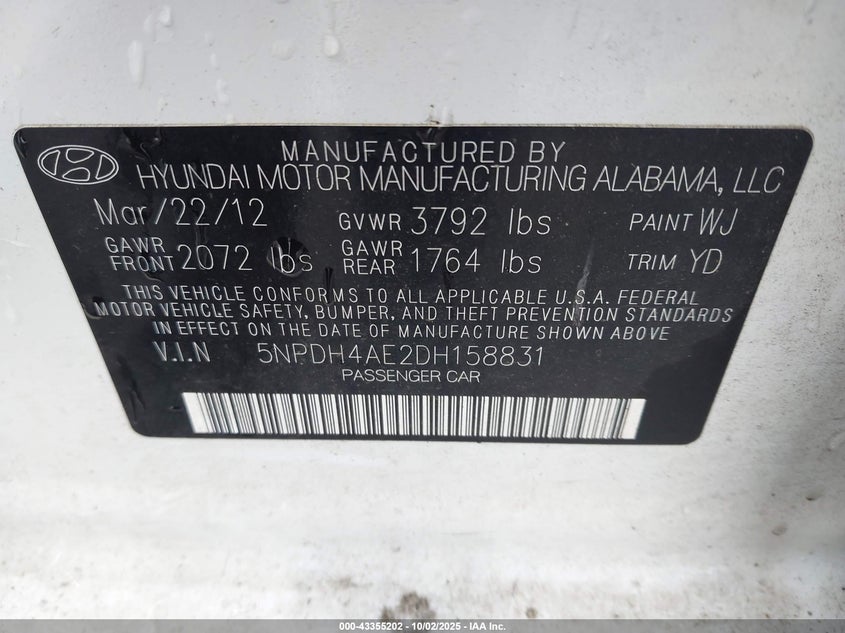 MANUFACTURED BY
HYUNDAI MOTOR MANUFACTURING ALABAMA, LLC
Mar/22/12 GVWR 3792 lbs PAINT WJ
GAWR FRONT 2072 lbs GAWR REAR 1764 lbs TRIM YD
THIS VEHICLE CONFORMS TO ALL APPLICABLE U.S.A. FEDERAL
MOTOR VEHICLE SAFETY, BUMPER, AND THEFT PREVENTION STANDARDS
IN EFFECT ON THE DATE OF MANUFACTURE SHOWN ABOVE
V.I.N 5NPDH4AE2DH158831
PASSENGER CAR
000-43355202 - 10/02/2025 - IAA Inc.